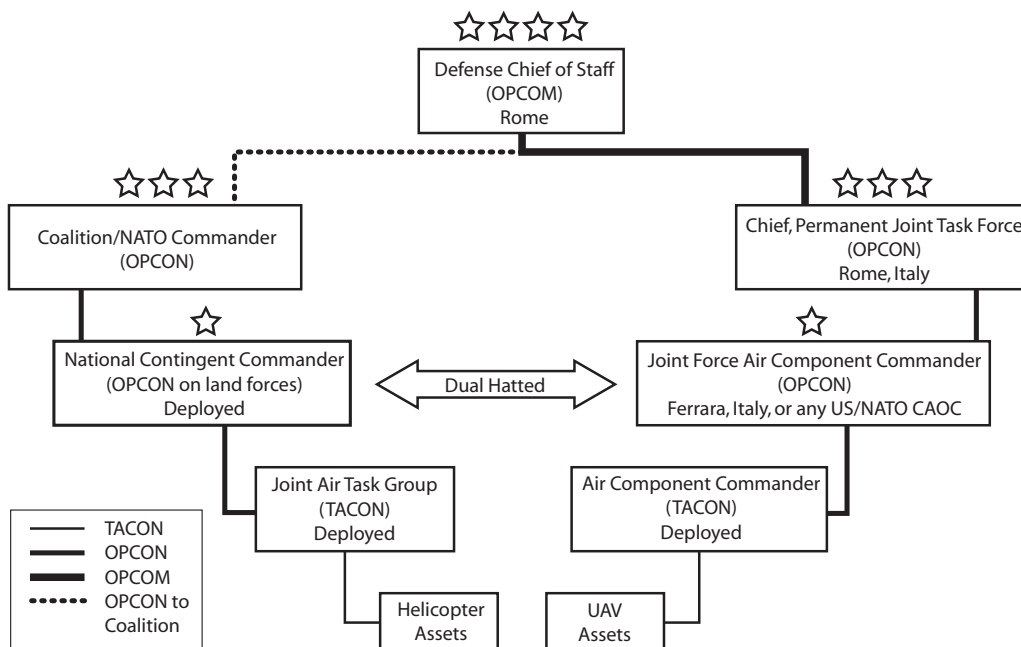 Defense Chief of Staff
(OPCOM)
Rome
Coalition/NATO Commander
(OPCON)
Chief, Permanent Joint Task Force
(OPCON)
Rome, Italy
National Contingent Commander
(OPCON on land forces)
Deployed
Dual Hatted
Joint Force Air Component Commander
(OPCON)
Ferrara, Italy, or any US/NATO CAOC
Joint Air Task Group
(TACON)
Deployed
Air Component Commander
(TACON)
Deployed
TACON
OPCON
OPCOM
OPCON to
Coalition
Helicopter
Assets
UAV
Assets